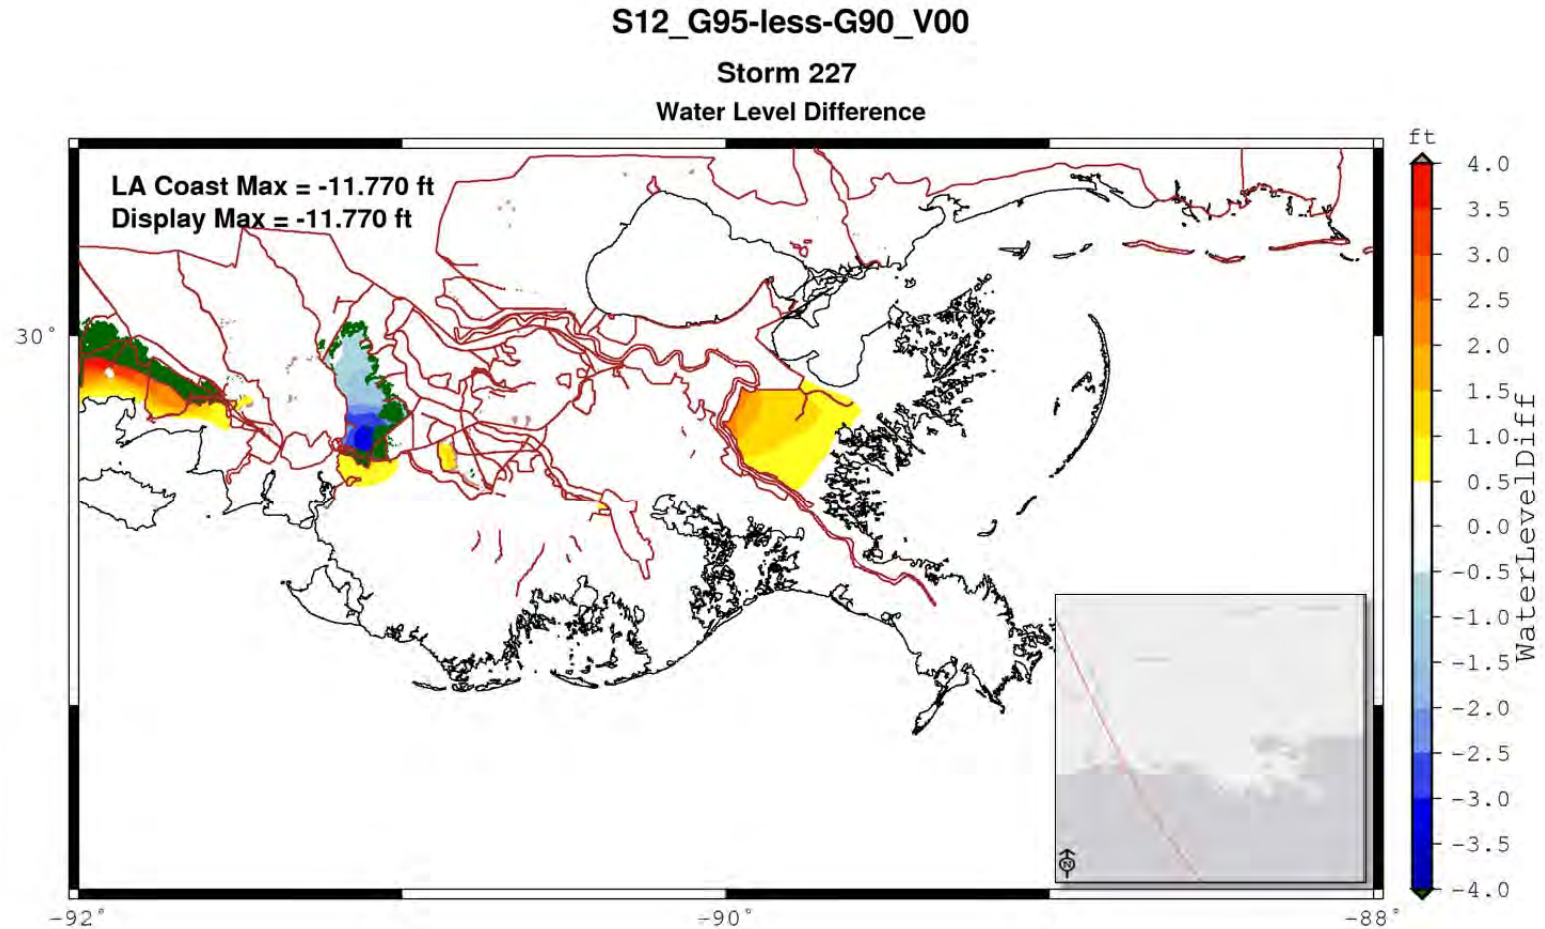 S12_G95-less-G90_V00
Storm 227
Water Level Difference
LA Coast Max = -11.770 ft
Display Max = -11.770 ft
ft
4.0
3.5
3.0
2.5
2.0
1.5
1.0
0.5
0.0
-0.5
-1.0
-1.5
-2.0
-2.5
-3.0
-3.5
-4.0
WaterLevelDiff
30°
-92°
-90°
-88°
N